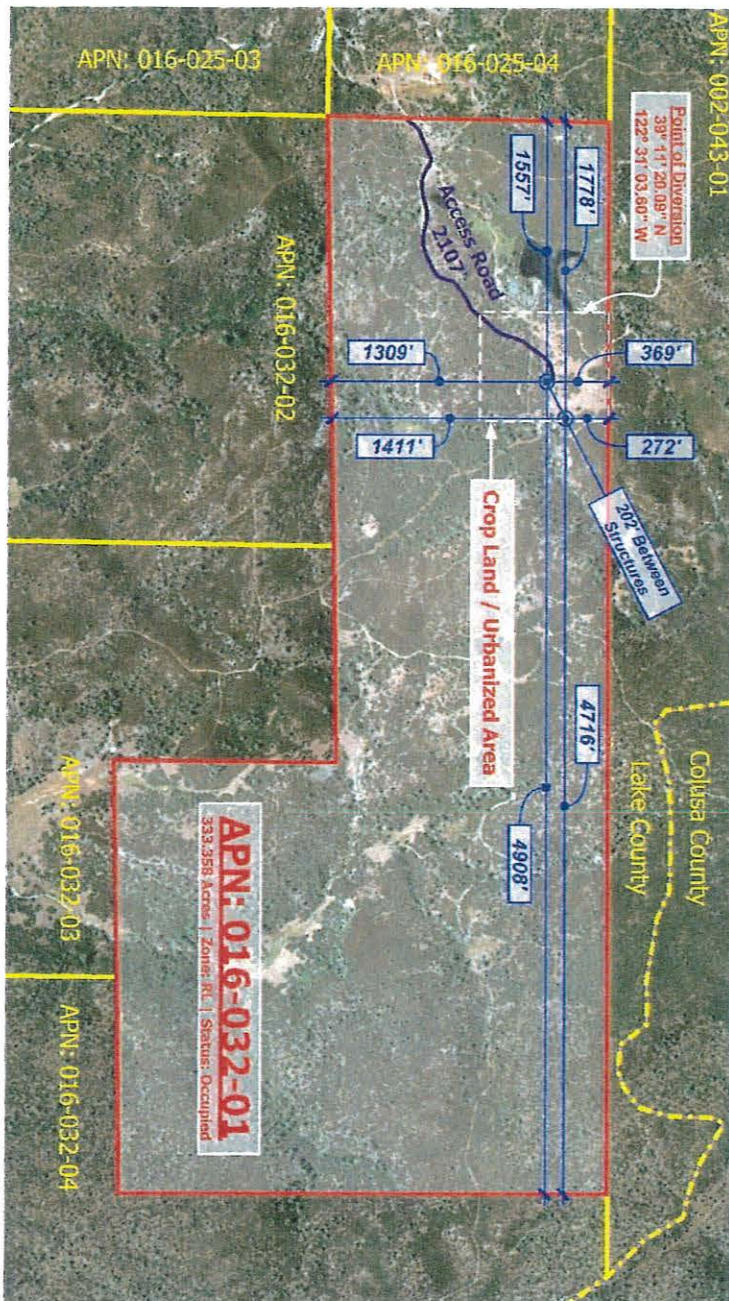 APN: 002-043-01
APN: 016-025-04
APN: 016-025-03
Point of Diversion
39° 11' 20.09" N
122° 31' 03.60" W
1778'
1557'
Access Road
2107'
369'
272'
1309'
1411'
202' Between
Structures
Crop Land / Urbanized Area
4716'
4908'
Colusa County
Lake County
APN: 016-032-02
APN: 016-032-01
333.358 Acres | Zone: RL | Status: Occupied
APN: 016-032-03
APN: 016-032-04